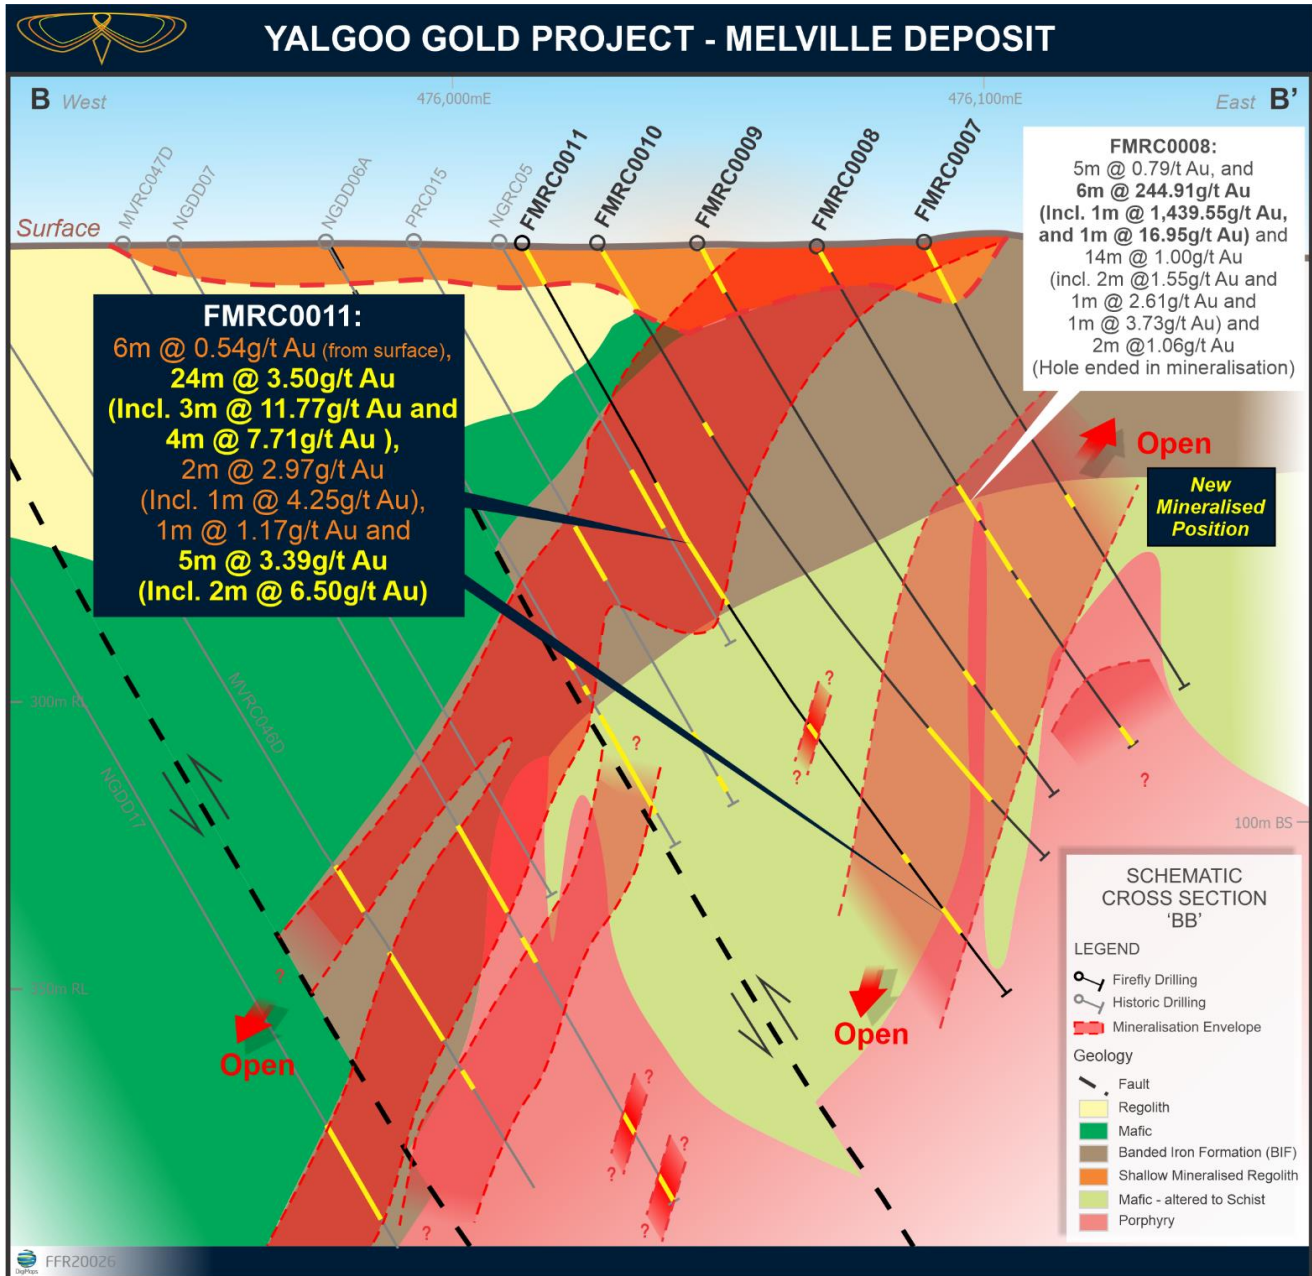 YALGOO GOLD PROJECT - MELVILLE DEPOSIT
B West
476,000mE
476,100mE
East B'
Surface
MVRC047D
NGDD07
NGDD06A
PRC015
NGRC05
FMRC0011
FMRC0010
FMRC0009
FMRC0008
FMRC0007
FMRC0008:
5m @ 0.79/t Au, and
6m @ 244.91g/t Au
(Incl. 1m @ 1,439.55g/t Au,
and 1m @ 16.95g/t Au) and
14m @ 1.00g/t Au
(incl. 2m @1.55g/t Au and
1m @ 2.61g/t Au and
1m @ 3.73g/t Au) and
2m @1.06g/t Au
(Hole ended in mineralisation)
FMRC0011:
6m @ 0.54g/t Au (from surface),
24m @ 3.50g/t Au
(Incl. 3m @ 11.77g/t Au and
4m @ 7.71g/t Au ),
2m @ 2.97g/t Au
(Incl. 1m @ 4.25g/t Au),
1m @ 1.17g/t Au and
5m @ 3.39g/t Au
(Incl. 2m @ 6.50g/t Au)
Open
New
Mineralised
Position
300m RL
MVRC046D
NGDD17
?
?
?
?
100m BS
?
m RL
Open
Open
?
?
?
?
?
SCHEMATIC
CROSS SECTION
'BB'
LEGEND
Firefly Drilling
Historic Drilling
Mineralisation Envelope
Geology
Fault
Regolith
Mafic
Banded Iron Formation (BIF)
Shallow Mineralised Regolith
Mafic - altered to Schist
Porphyry
DigiMaps
FFR20026